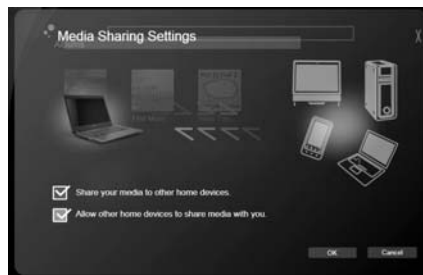 Media Sharing Settings
X
Share your media to other home devices.
Allow other home devices to share media with you.
OK
Cancel